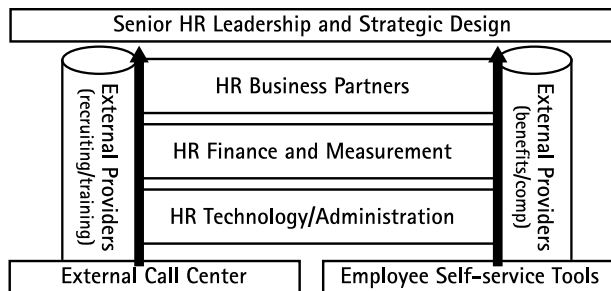 Senior HR Leadership and Strategic Design
External Providers
(recruiting/training)
HR Business Partners
HR Finance and Measurement
HR Technology/Administration
External Providers
(benefits/comp)
External Call Center
Employee Self-service Tools